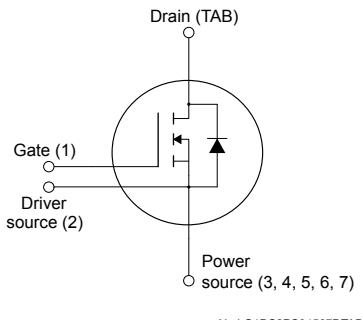 Drain (TAB)
Gate (1)
Driver
source (2)
Power
source (3, 4, 5, 6, 7)